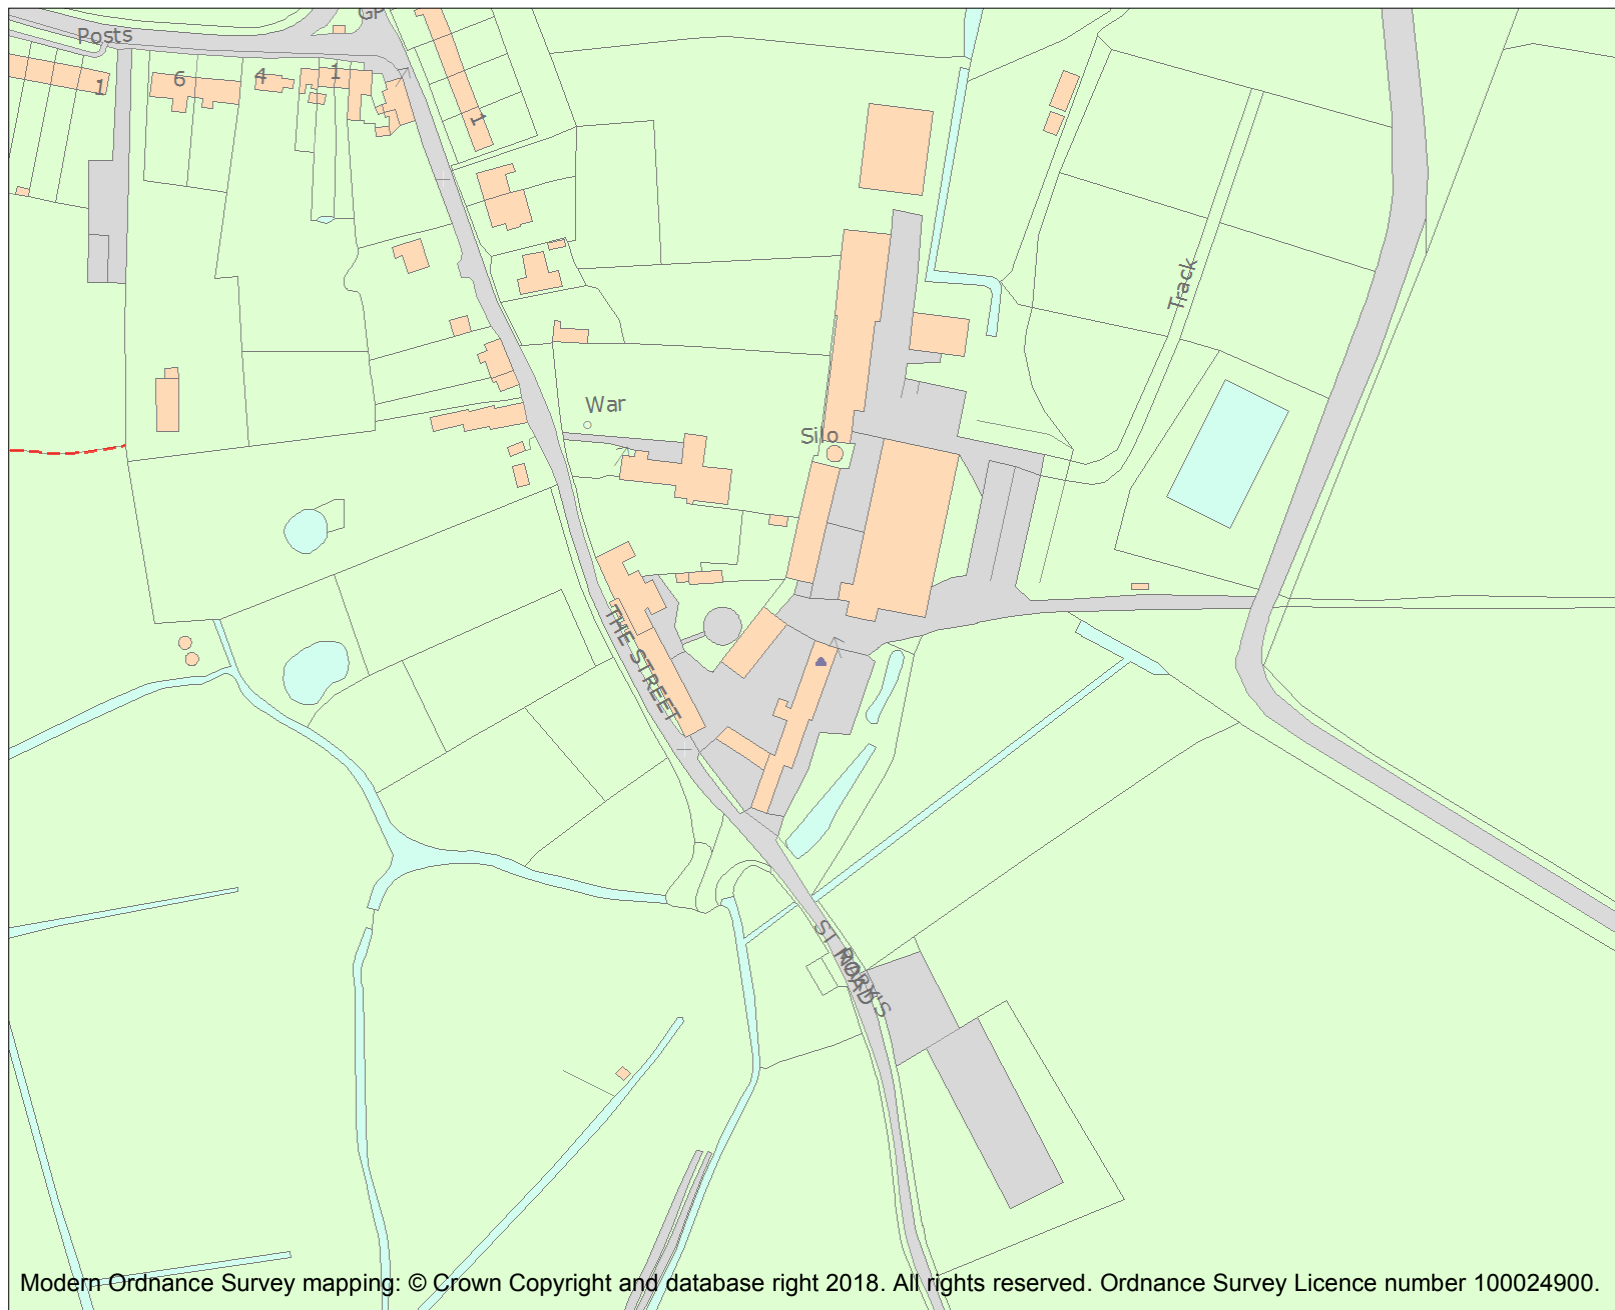 GP
Posts
1
6
4
1
1
Track
War
Silo
THE STREET
ST MARY'S
ROAD
Modern Ordnance Survey mapping: © Crown Copyright and database right 2018. All rights reserved. Ordnance Survey Licence number 100024900.